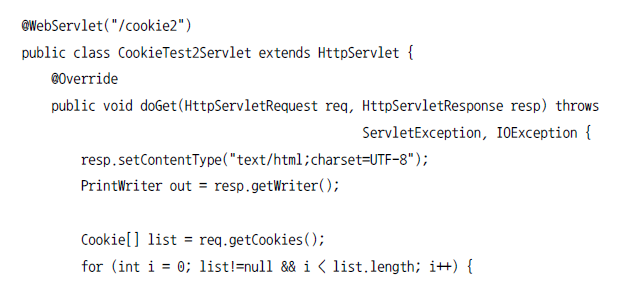 @WebServlet("/cookie2")
public class CookieTest2Servlet extends HttpServlet {
@Override
public void doGet(HttpServletRequest req, HttpServletResponse resp) throws
ServletException, IOException {
resp.setContentType("text/html;charset=UTF-8");
PrintWriter out = resp.getWriter();
Cookie[] list = req.getCookies();
for (int i = 0; list!=null && i < list.length; i++) {